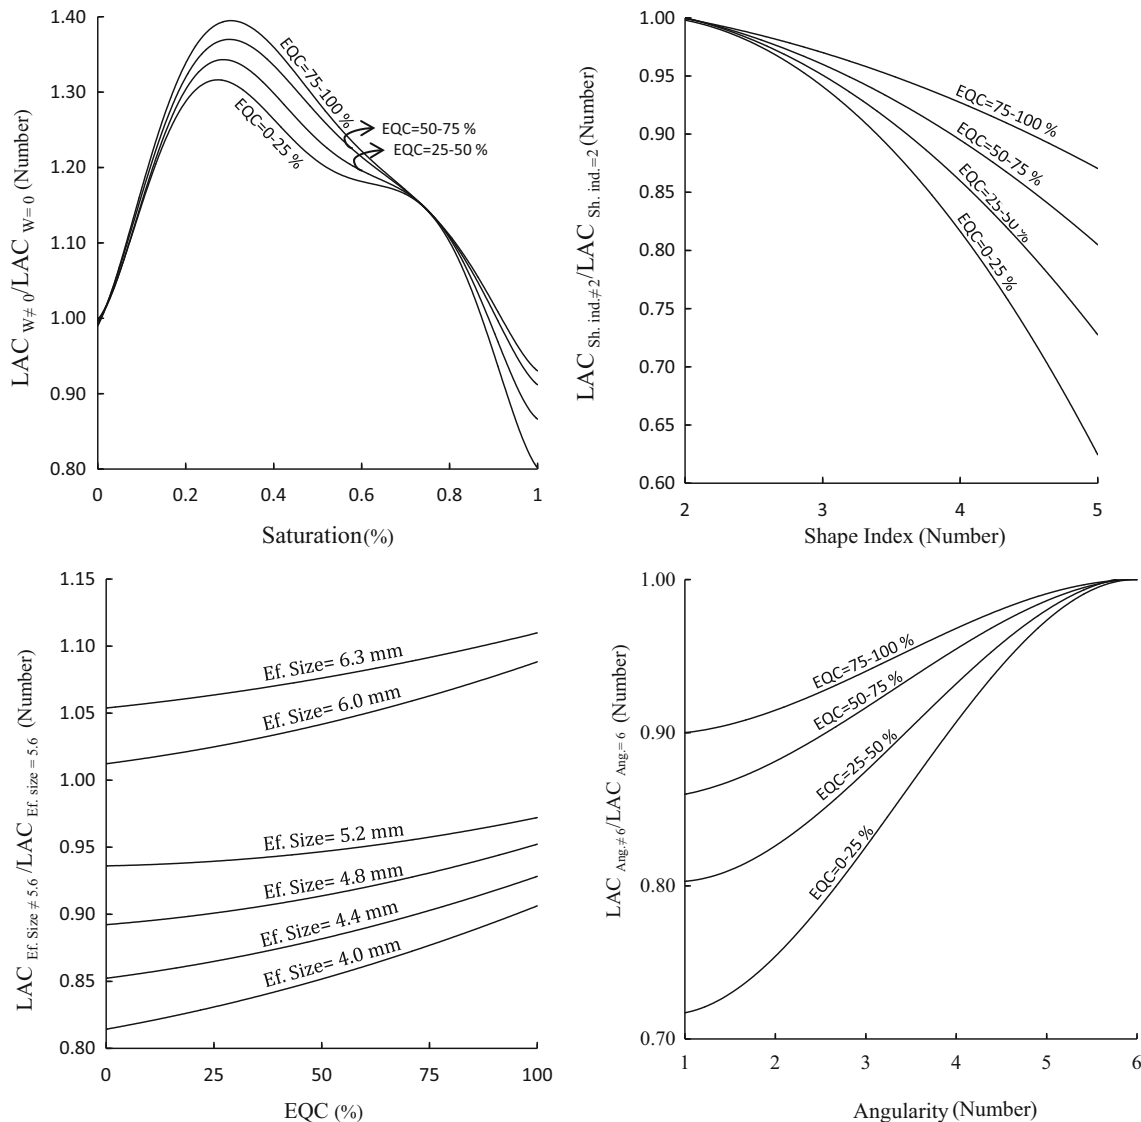 1.40
1.30
1.20
1.10
1.00
0.90
0.80
0
0.2
0.4
0.6
0.8
1
LAC W≠ 0/LAC W= 0 (Number)
Saturation(%)
EQC=75-100 %
EQC=50-75 %
EQC=25-50 %
EQC=0-25 %
1.00
0.95
0.90
0.85
0.80
0.75
0.70
0.65
0.60
2
3
4
5
LAC Sh. ind.≠2/LAC Sh. ind.=2 (Number)
Shape Index (Number)
EQC=75-100 %
EQC=50-75 %
EQC=25-50 %
EQC=0-25 %
1.15
1.10
1.05
1.00
0.95
0.90
0.85
0.80
0
25
50
75
100
LAC Ef. Size ≠ 5.6 /LAC Ef. size = 5.6 (Number)
EQC (%)
Ef. Size= 6.3 mm
Ef. Size= 6.0 mm
Ef. Size= 5.2 mm
Ef. Size= 4.8 mm
Ef. Size= 4.4 mm
Ef. Size= 4.0 mm
1.00
0.90
0.80
0.70
1
2
3
4
5
6
LAC Ang.≠6/LAC Ang.= 6 (Number)
Angularity (Number)
EQC=75-100 %
EQC=50-75 %
EQC=25-50 %
EQC=0-25 %